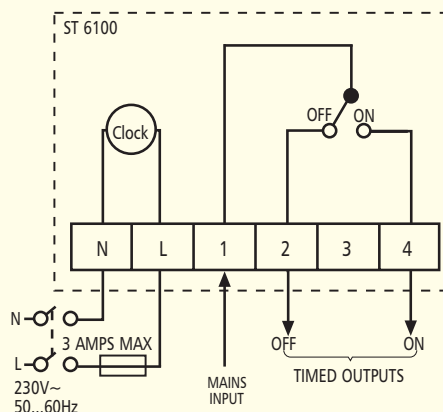 ST 6100
Clock
OFF ON
N L 1 2 3 4
N
3 AMPS MAX
L
230V~
50...60Hz
MAINS
INPUT
OFF ON
TIMED OUTPUTS